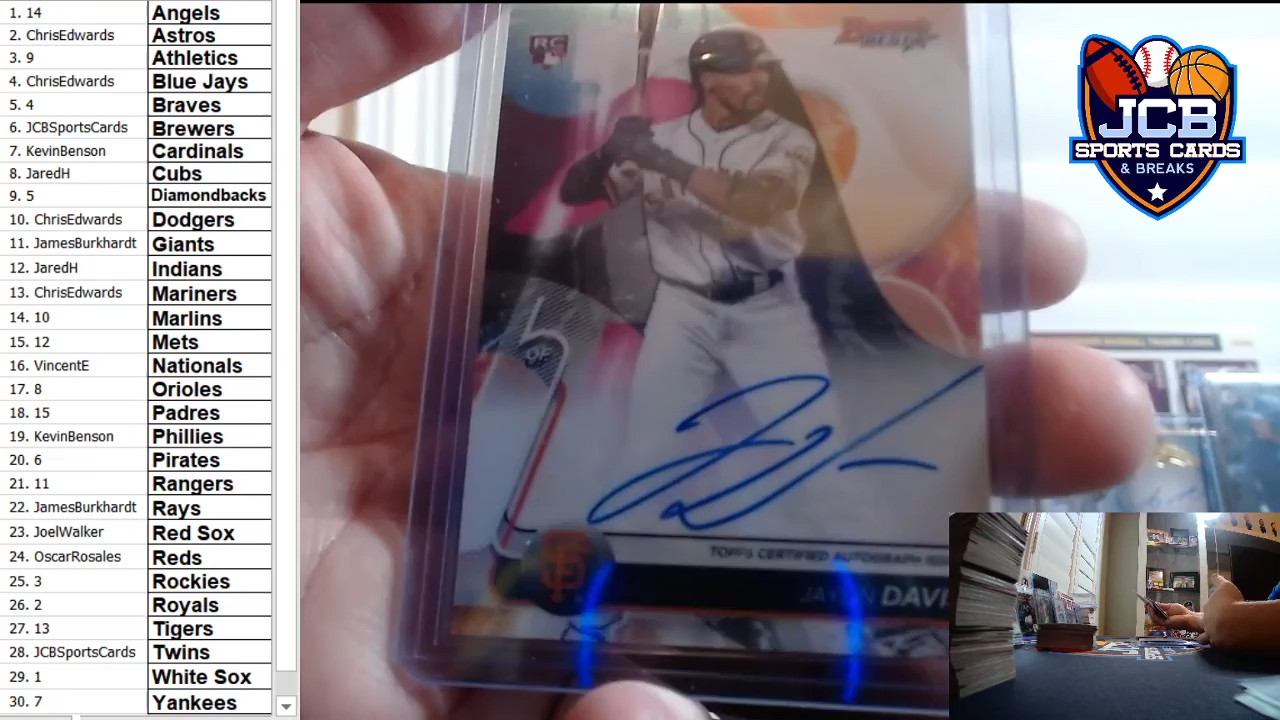 1. 14 Angels
2. ChrisEdwards Astros
3. 9 Athletics
4. ChrisEdwards Blue Jays
5. 4 Braves
6. JCBSportsCards Brewers
7. KevinBenson Cardinals
8. JaredH Cubs
9. 5 Diamondbacks
10. ChrisEdwards Dodgers
11. JamesBurkhardt Giants
12. JaredH Indians
13. ChrisEdwards Mariners
14. 10 Marlins
15. 12 Mets
16. VincentE Nationals
17. 8 Orioles
18. 15 Padres
19. KevinBenson Phillies
20. 6 Pirates
21. 11 Rangers
22. JamesBurkhardt Rays
23. JoelWalker Red Sox
24. OscarRosales Reds
25. 3 Rockies
26. 2 Royals
27. 13 Tigers
28. JCBSportsCards Twins
29. 1 White Sox
30. 7 Yankees
RC
OF
TOPPS CERTIFIED AUTOGRAPH
DAVI
SF
JCB
SPORTS CARDS
& BREAKS